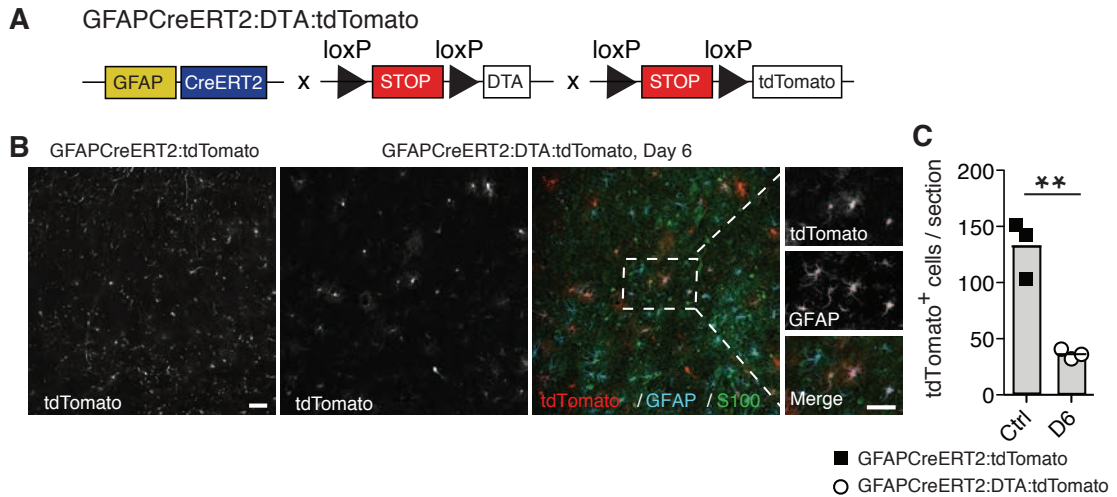 A
GFAPCreERT2:DTA:tdTomato
loxP loxP loxP loxP
GFAP CreERT2 x STOP DTA x STOP tdTomato
B
GFAPCreERT2:tdTomato
GFAPCreERT2:DTA:tdTomato, Day 6
tdTomato
tdTomato
tdTomato / GFAP / S100
tdTomato
GFAP
Merge
C
tdTomato+ cells / section
200
150
100
50
0
**
Ctrl
D6
GFAPCreERT2:tdTomato
GFAPCreERT2:DTA:tdTomato